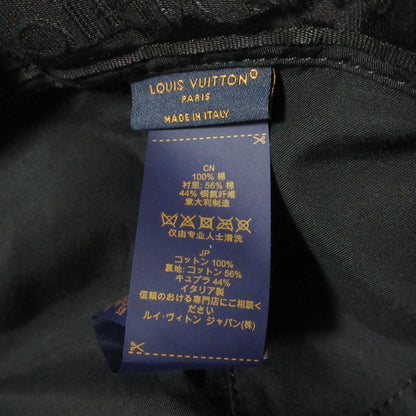 LOUIS VUITTON®
PARIS
MADE IN ITALY
CN
100% 棉
衬里: 56% 棉
44% 铜氨纤维
意大利制造
仅由专业人士清洗
JP
コットン 100%
裏地: コットン 56%
キュプラ 44%
イタリア製
信頼のおける専門店にご相談く
ださい
ルイ・ヴィトン ジャパン(株)